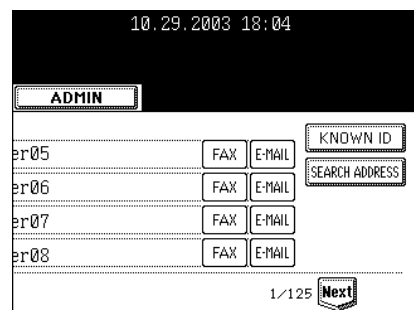 10.29.2003 18:04
ADMIN
KNOWN ID
er05 FAX E-MAIL
SEARCH ADDRESS
er06 FAX E-MAIL
er07 FAX E-MAIL
er08 FAX E-MAIL
1/125 Next